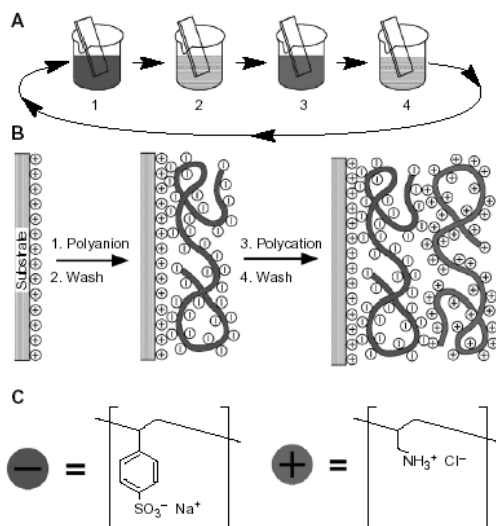 A
1 2 3 4
B
Substrate
1. Polyanion
2. Wash
3. Polycation
4. Wash
C
− = SO₃⁻ Na⁺
+ = NH₃⁺ Cl⁻